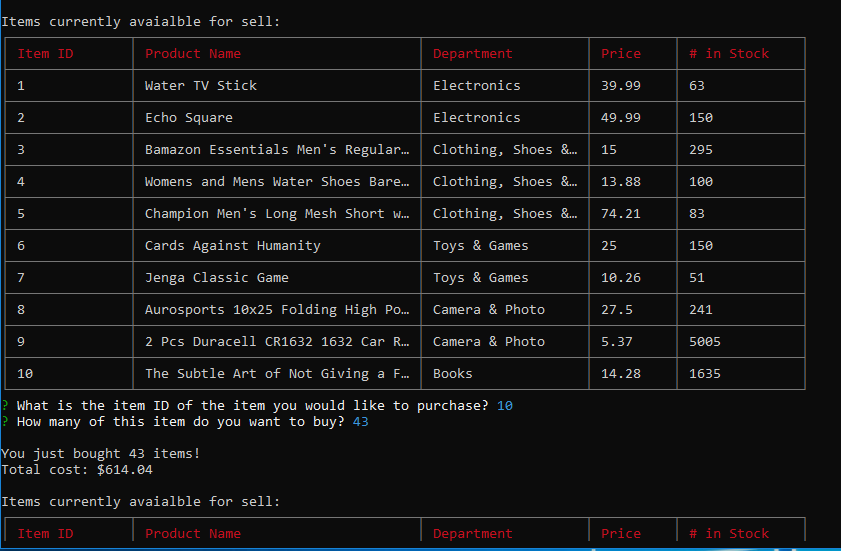 Items currently avaialble for sell:
Item ID Product Name Department Price # in Stock
1 Water TV Stick Electronics 39.99 63
2 Echo Square Electronics 49.99 150
3 Bamazon Essentials Men's Regular… Clothing, Shoes &… 15 295
4 Womens and Mens Water Shoes Bare… Clothing, Shoes &… 13.88 100
5 Champion Men's Long Mesh Short w… Clothing, Shoes &… 74.21 83
6 Cards Against Humanity Toys & Games 25 150
7 Jenga Classic Game Toys & Games 10.26 51
8 Aurosports 10x25 Folding High Po… Camera & Photo 27.5 241
9 2 Pcs Duracell CR1632 1632 Car R… Camera & Photo 5.37 5005
10 The Subtle Art of Not Giving a F… Books 14.28 1635
? What is the item ID of the item you would like to purchase? 10
? How many of this item do you want to buy? 43
You just bought 43 items!
Total cost: $614.04
Items currently avaialble for sell:
Item ID Product Name Department Price # in Stock